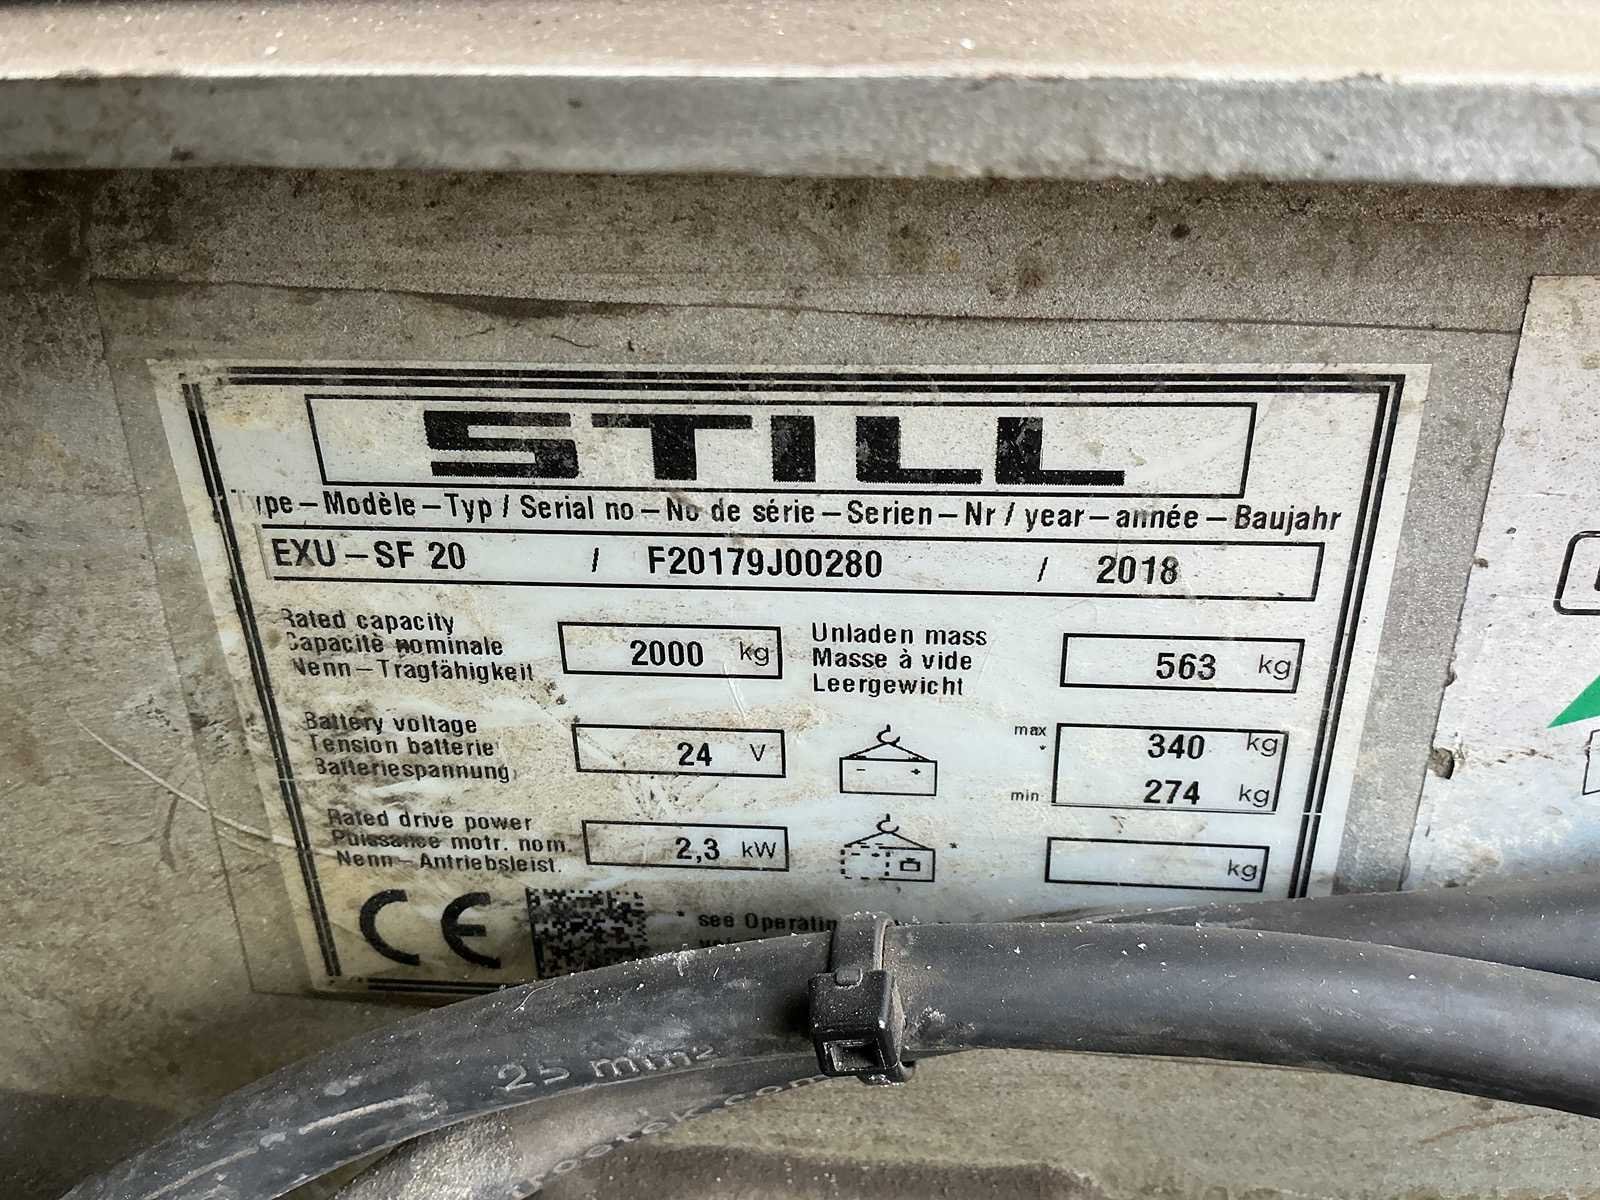 STILL
Type – Modèle – Typ / Serial no – No de série – Serien – Nr / year – année – Baujahr
EXU – SF 20 / F20179J00280 / 2018
Rated capacity
Capacité nominale
Nenn – Tragfähigkeit
2000 kg
Unladen mass
Masse à vide
Leergewicht
563 kg
Battery voltage
Tension batterie
Batteriespannung
24 V
- +
max
*
340 kg
min
274 kg
Rated drive power
Puissance motr. nom.
Nenn – Antriebsleist.
2,3 kW
*
kg
CE
* see Operatin
25 mm²